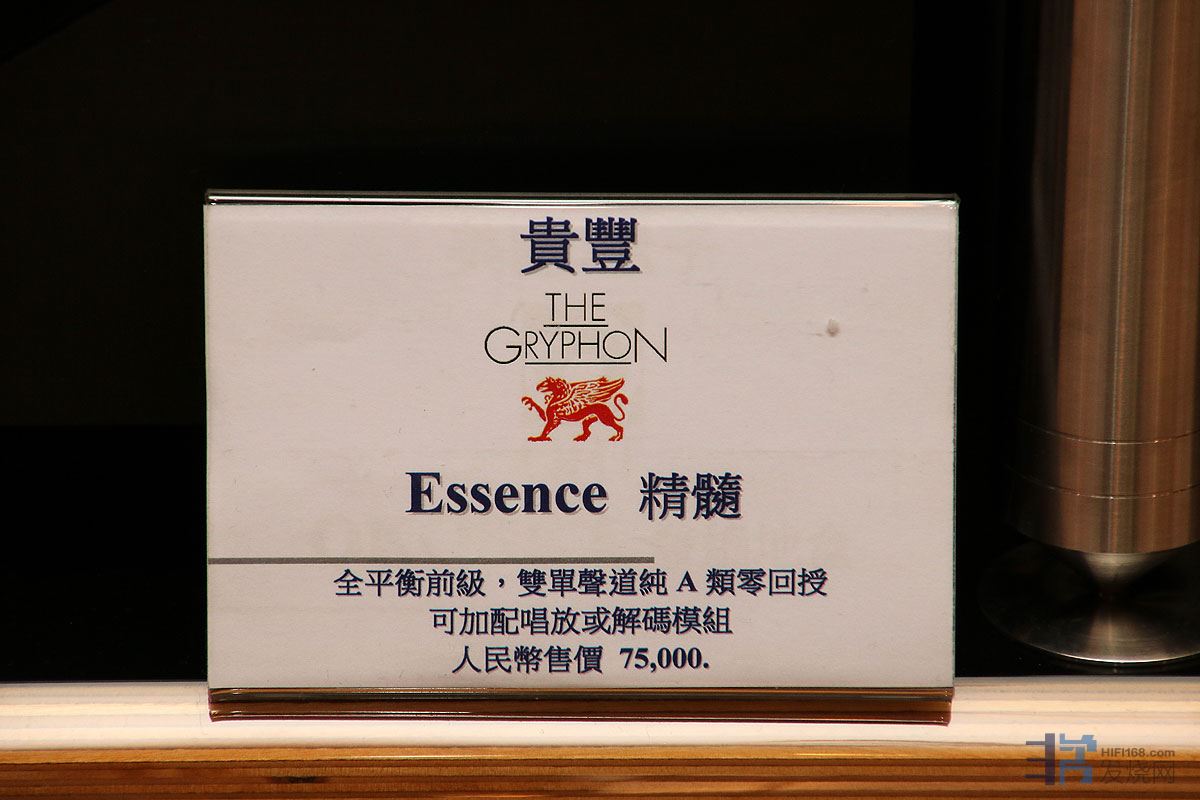 貴豐
THE
GRYPHON
Essence 精髓
全平衡前級，雙單聲道純 A 類零回授
可加配唱放或解碼模組
人民幣售價 75,000.
HIFI168.com
发烧网